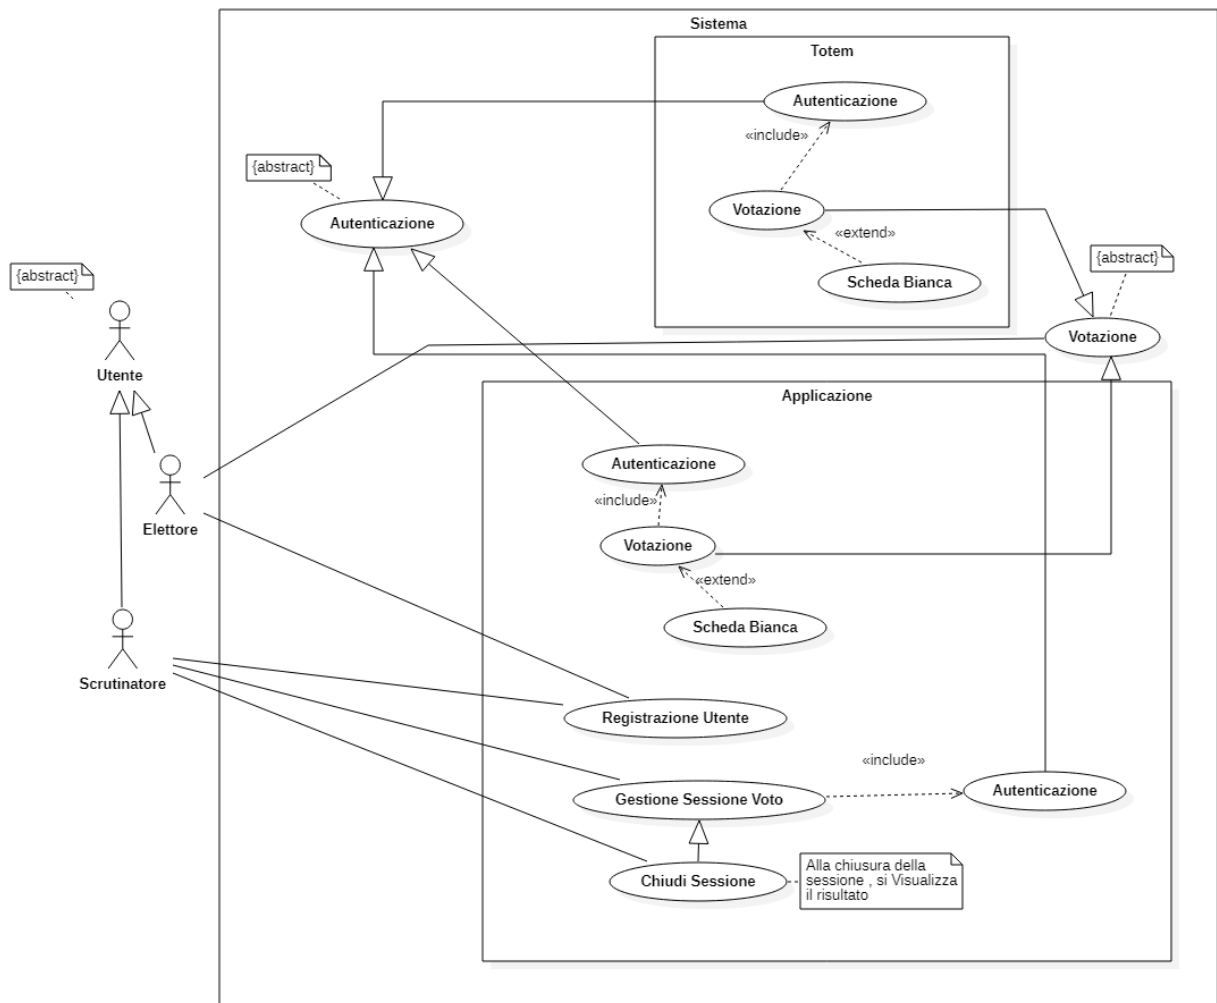 Sistema
Totem
Autenticazione
«include»
{abstract}
Votazione
Autenticazione
«extend»
{abstract}
{abstract}
Scheda Bianca
Votazione
Utente
Applicazione
Autenticazione
«include»
Elettore
Votazione
«extend»
Scheda Bianca
Scrutinatore
Registrazione Utente
«include»
Autenticazione
Gestione Sessione Voto
Alla chiusura della
sessione , si Visualizza
il risultato
Chiudi Sessione